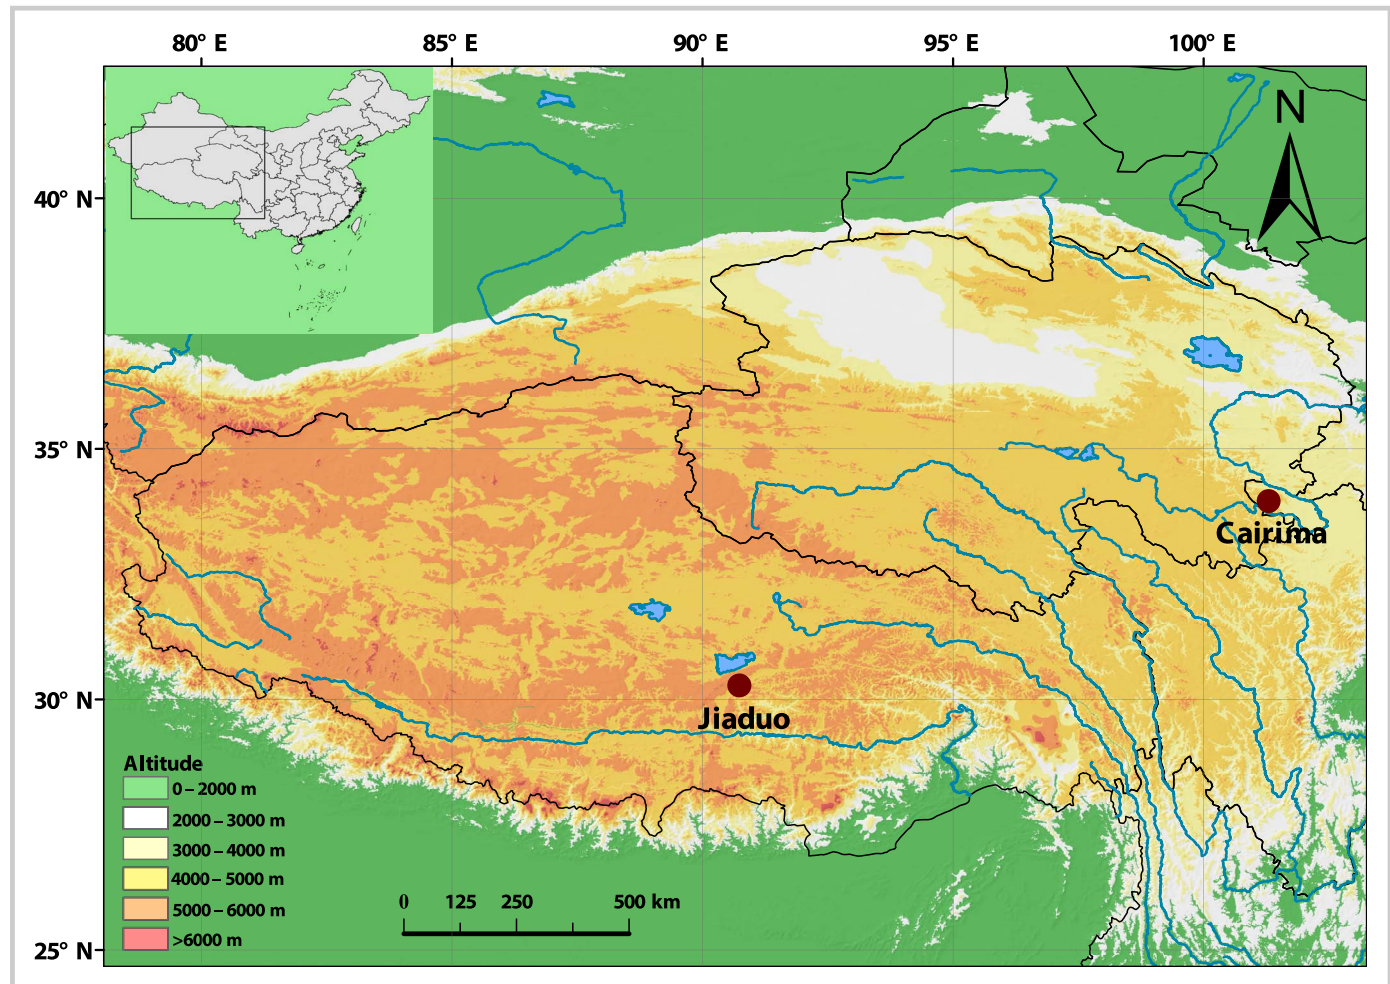 80° E 85° E 90° E 95° E 100° E
N
40° N
35° N
Cairima
30° N
Jiaduo
Altitude
0–2000 m
2000–3000 m
3000–4000 m
4000–5000 m
5000–6000 m
>6000 m
0 125 250 500 km
25° N